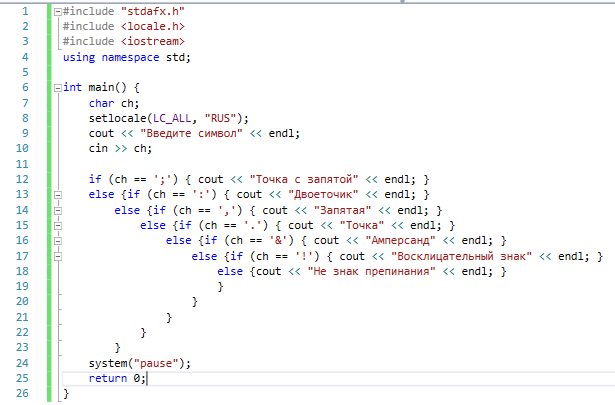 1 #include "stdafx.h"
2 #include <locale.h>
3 #include <iostream>
4 using namespace std;
5
6 int main() {
7 char ch;
8 setlocale(LC_ALL, "RUS");
9 cout << "Введите символ" << endl;
10 cin >> ch;
11
12 if (ch == ';') { cout << "Точка с запятой" << endl; }
13 else {if (ch == ':') { cout << "Двоеточик" << endl; }
14 else {if (ch == ',') { cout << "Запятая" << endl; }
15 else {if (ch == '.') { cout << "Точка" << endl; }
16 else {if (ch == '&') { cout << "Амперсанд" << endl; }
17 else {if (ch == '!') { cout << "Восклицательный знак" << endl; }
18 else {cout << "Не знак препинания" << endl; }
19 }
20 }
21 }
22 }
23 }
24 system("pause");
25 return 0;
26 }